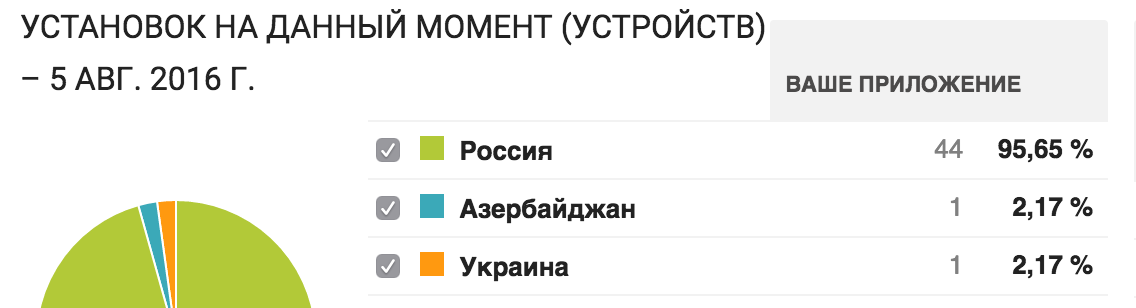 УСТАНОВОК НА ДАННЫЙ МОМЕНТ (УСТРОЙСТВ)
– 5 АВГ. 2016 Г.
ВАШЕ ПРИЛОЖЕНИЕ
Россия 44 95,65 %
Азербайджан 1 2,17 %
Украина 1 2,17 %